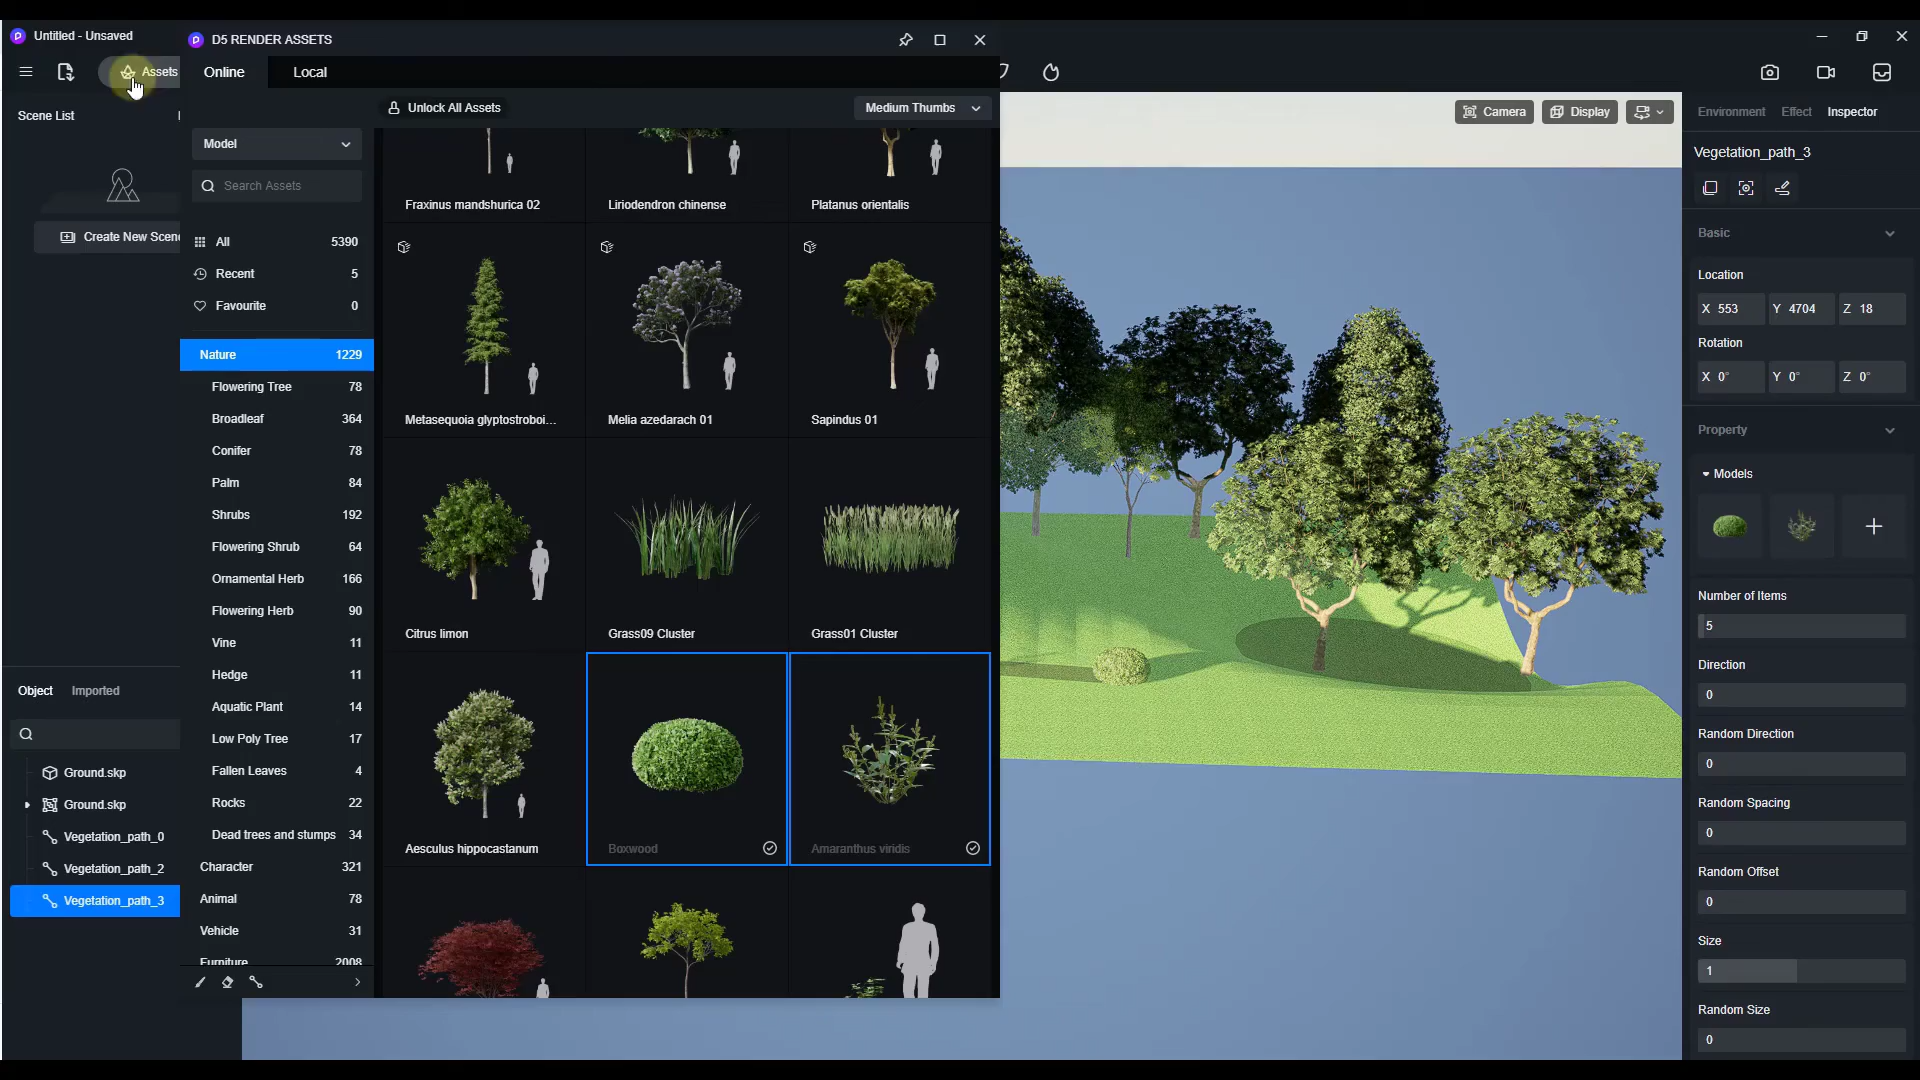 Untitled - Unsaved
D5 RENDER ASSETS
Assets
Online
Local
Scene List
Unlock All Assets
Medium Thumbs
Camera
Display
Environment
Effect
Inspector
Model
Search Assets
Vegetation_path_3
Create New Scen
Fraxinus mandshurica 02
Liriodendron chinense
Platanus orientalis
All 5390
Recent 5
Favourite 0
Basic
Location
X 553
Y 4704
Z 18
Rotation
X 0°
Y 0°
Z 0°
Nature 1229
Flowering Tree 78
Broadleaf 364
Conifer 78
Palm 84
Shrubs 192
Flowering Shrub 64
Ornamental Herb 166
Flowering Herb 90
Vine 11
Hedge 11
Aquatic Plant 14
Low Poly Tree 17
Fallen Leaves 4
Rocks 22
Dead trees and stumps 34
Character 321
Animal 78
Vehicle 31
Furniture 2008
Metasequoia glyptostroboi...
Melia azedarach 01
Sapindus 01
Citrus limon
Grass09 Cluster
Grass01 Cluster
Aesculus hippocastanum
Boxwood
Amaranthus viridis
Property
Models
Number of Items
5
Direction
0
Random Direction
0
Random Spacing
0
Random Offset
0
Size
1
Random Size
0
Object
Imported
Ground.skp
Ground.skp
Vegetation_path_0
Vegetation_path_2
Vegetation_path_3